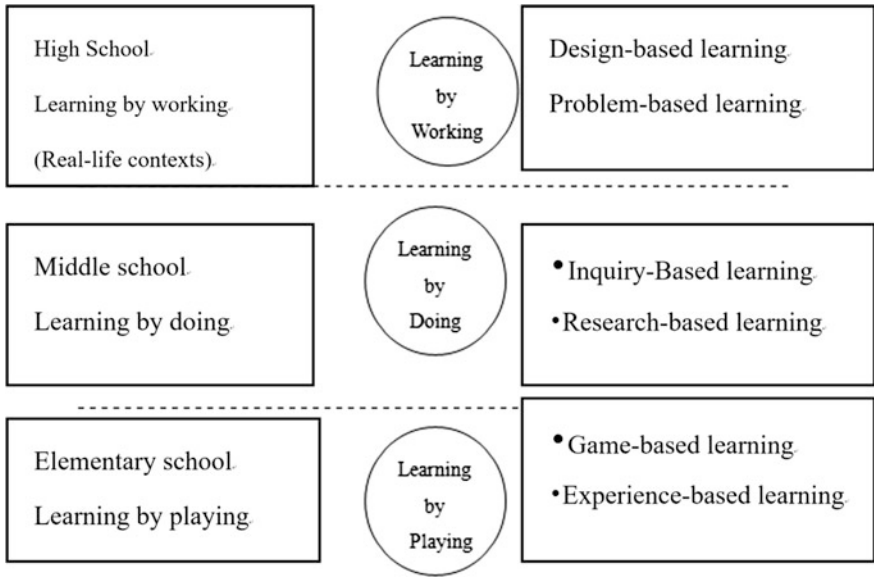 High School
Learning by working
(Real-life contexts)
Learning
by
Working
Design-based learning
Problem-based learning
Middle school
Learning by doing
Learning
by
Doing
•Inquiry-Based learning
•Research-based learning
Elementary school
Learning by playing
Learning
by
Playing
•Game-based learning
•Experience-based learning